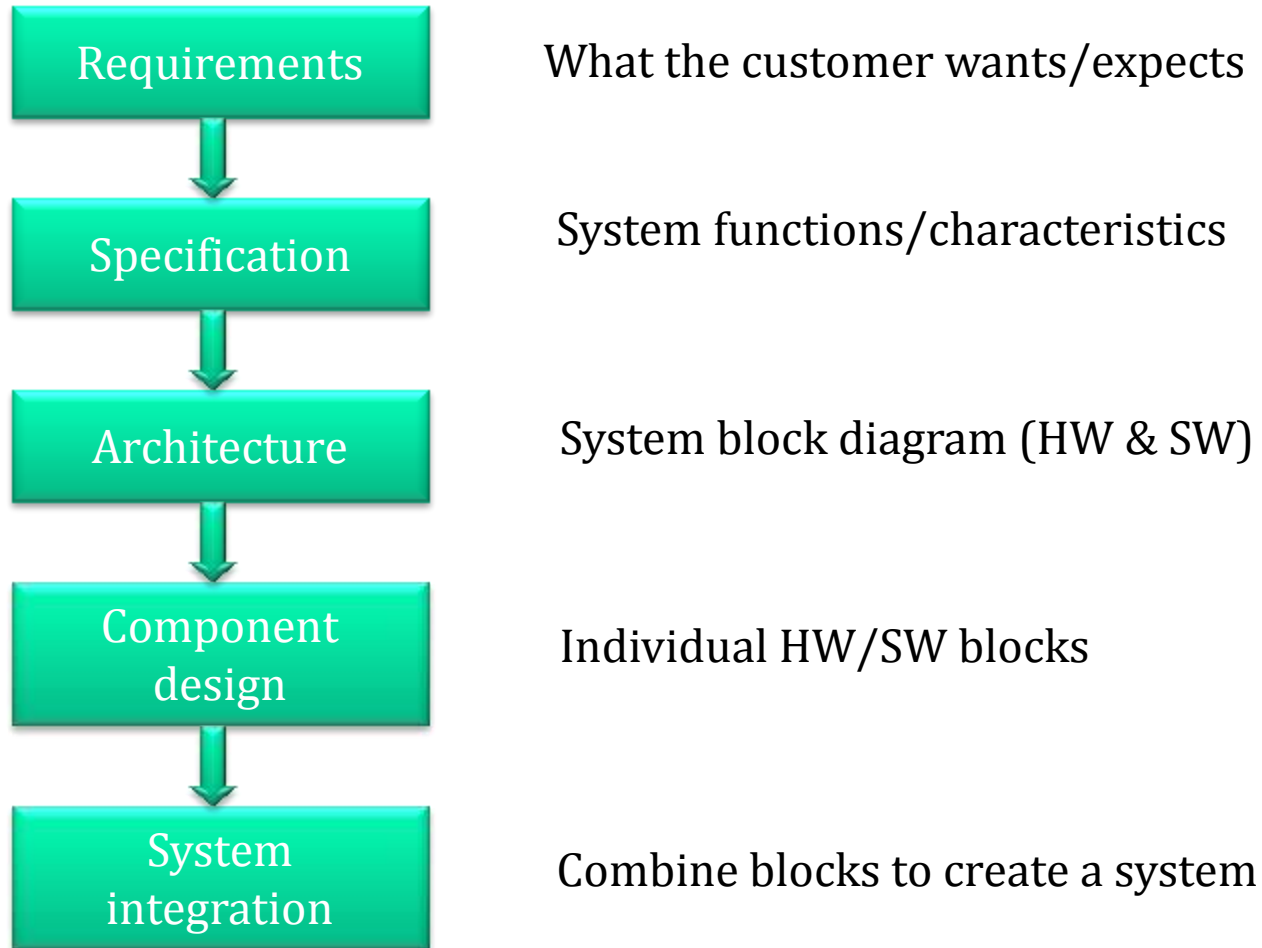 Requirements
What the customer wants/expects
Specification
System functions/characteristics
Architecture
System block diagram (HW & SW)
Component
design
Individual HW/SW blocks
System
integration
Combine blocks to create a system